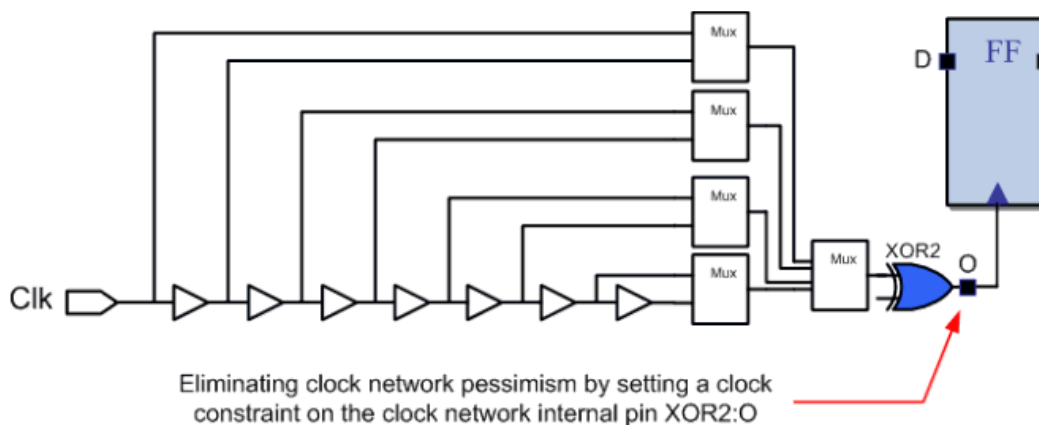 Mux
FF
D
Mux
Mux
XOR2
Mux
Mux
O
Clk
Eliminating clock network pessimism by setting a clock
constraint on the clock network internal pin XOR2:O